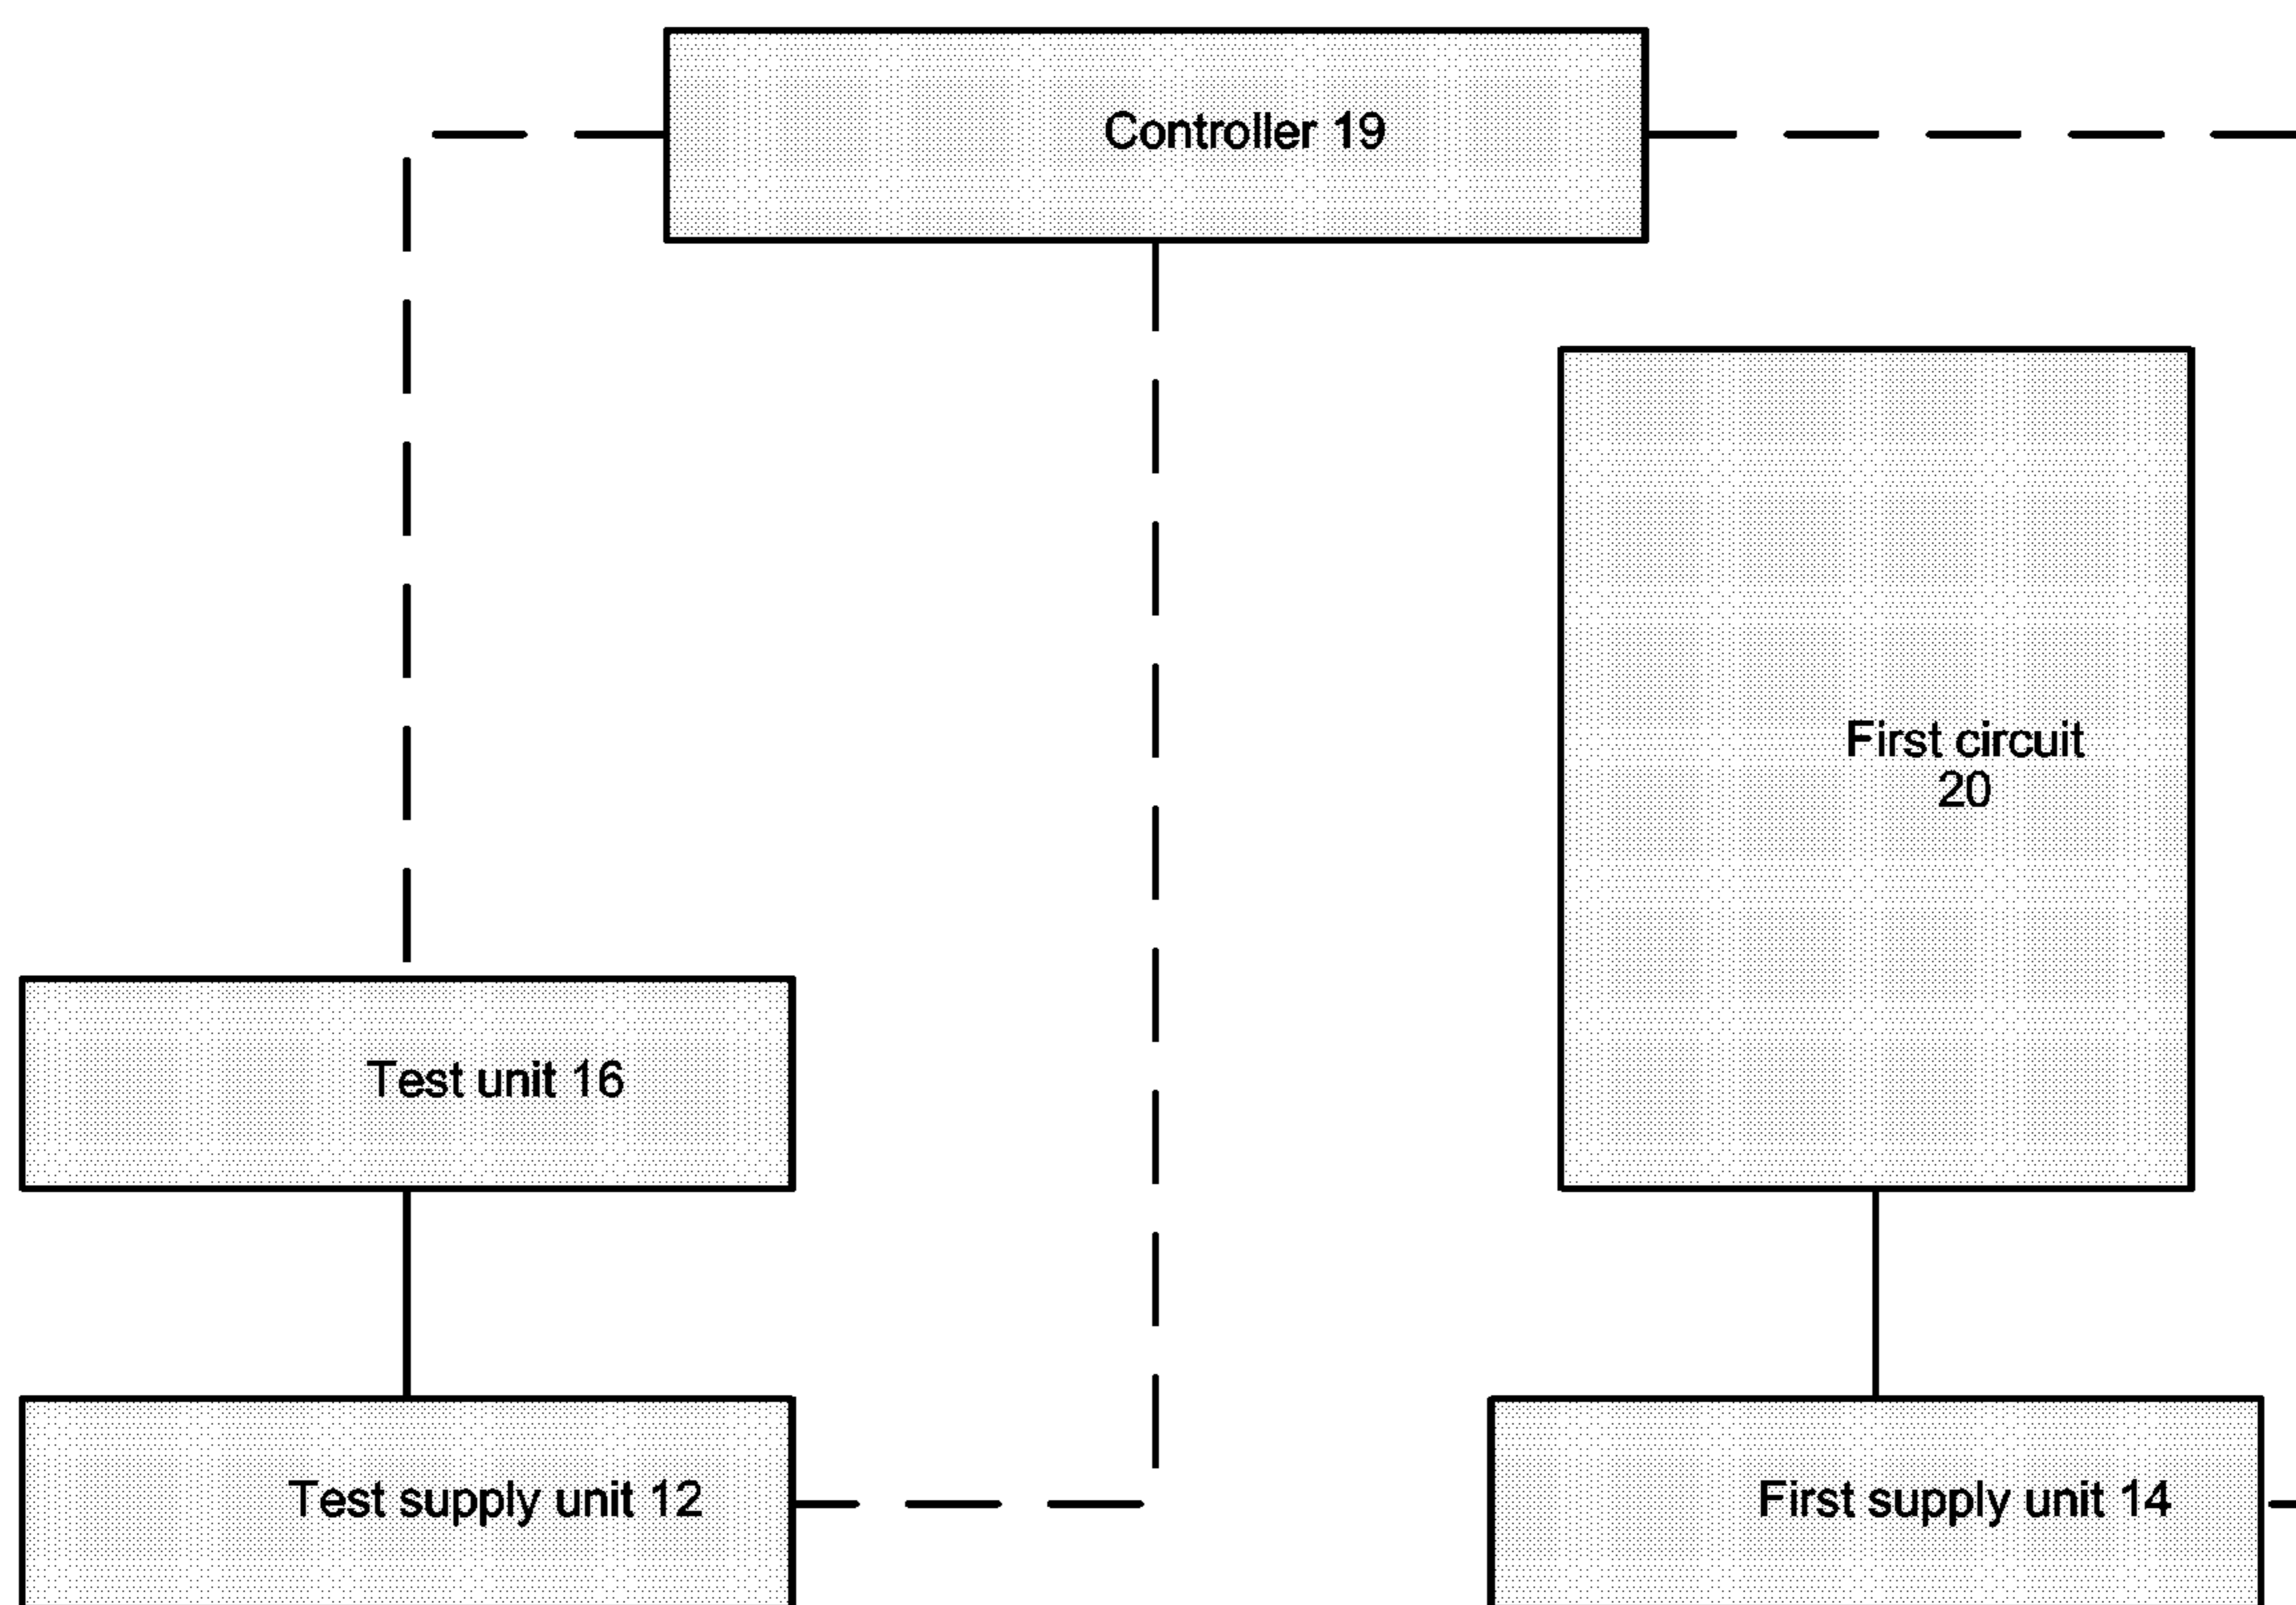 Controller 19
First circuit
20
Test unit 16
Test supply unit 12
First supply unit 14